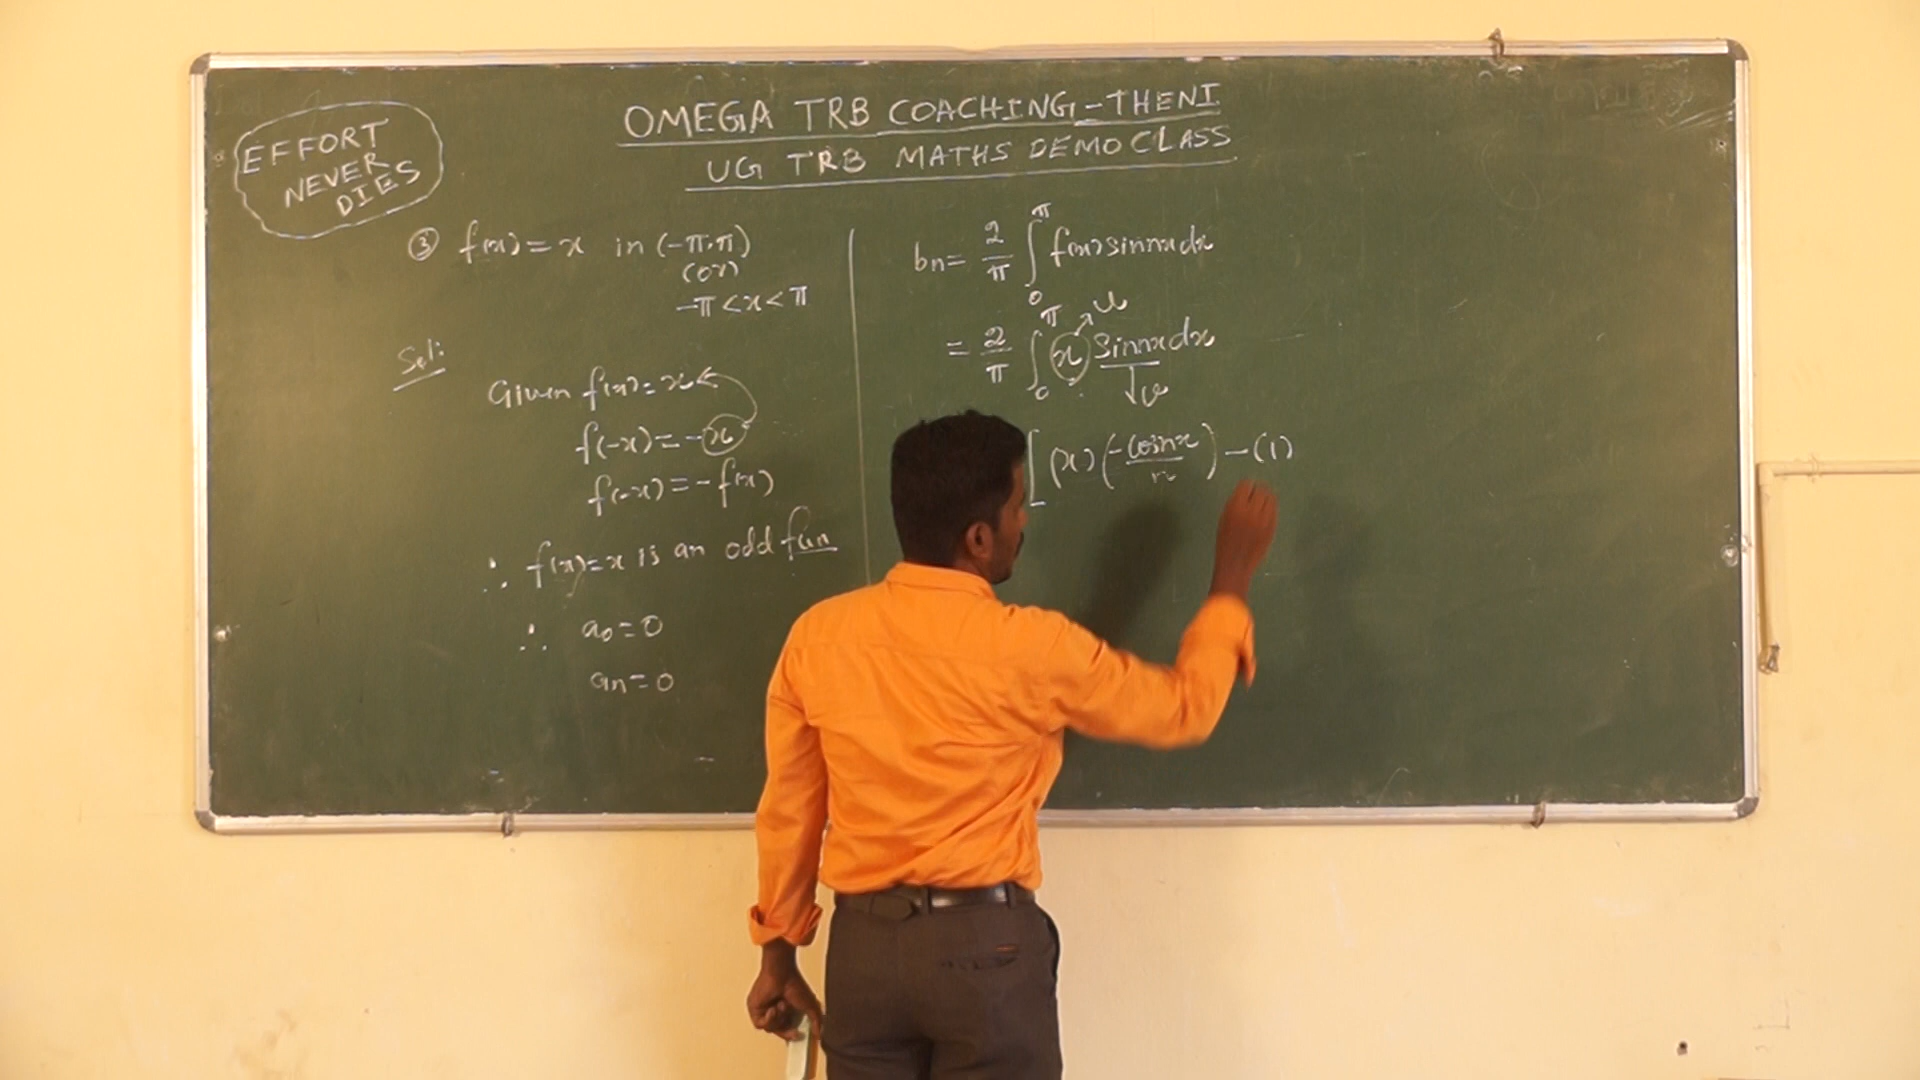 EFFORT
NEVER
DIES
OMEGA TRB COACHING-THENI
UG TRB MATHS DEMO CLASS
③ f(x) = x in (-π,π)
(or)
-π < x < π
Sol:
Given f(x) = x
f(-x) = -x
f(-x) = -f(x)
∴ f(x)=x is an odd
∴ a₀ = 0
aₙ = 0
bₙ = 2/π ∫₀^π f(x) sin nx dx
= 2/π ∫₀^π x sin nx dx
u
v
[(x)(-cos nx/n) - (1)